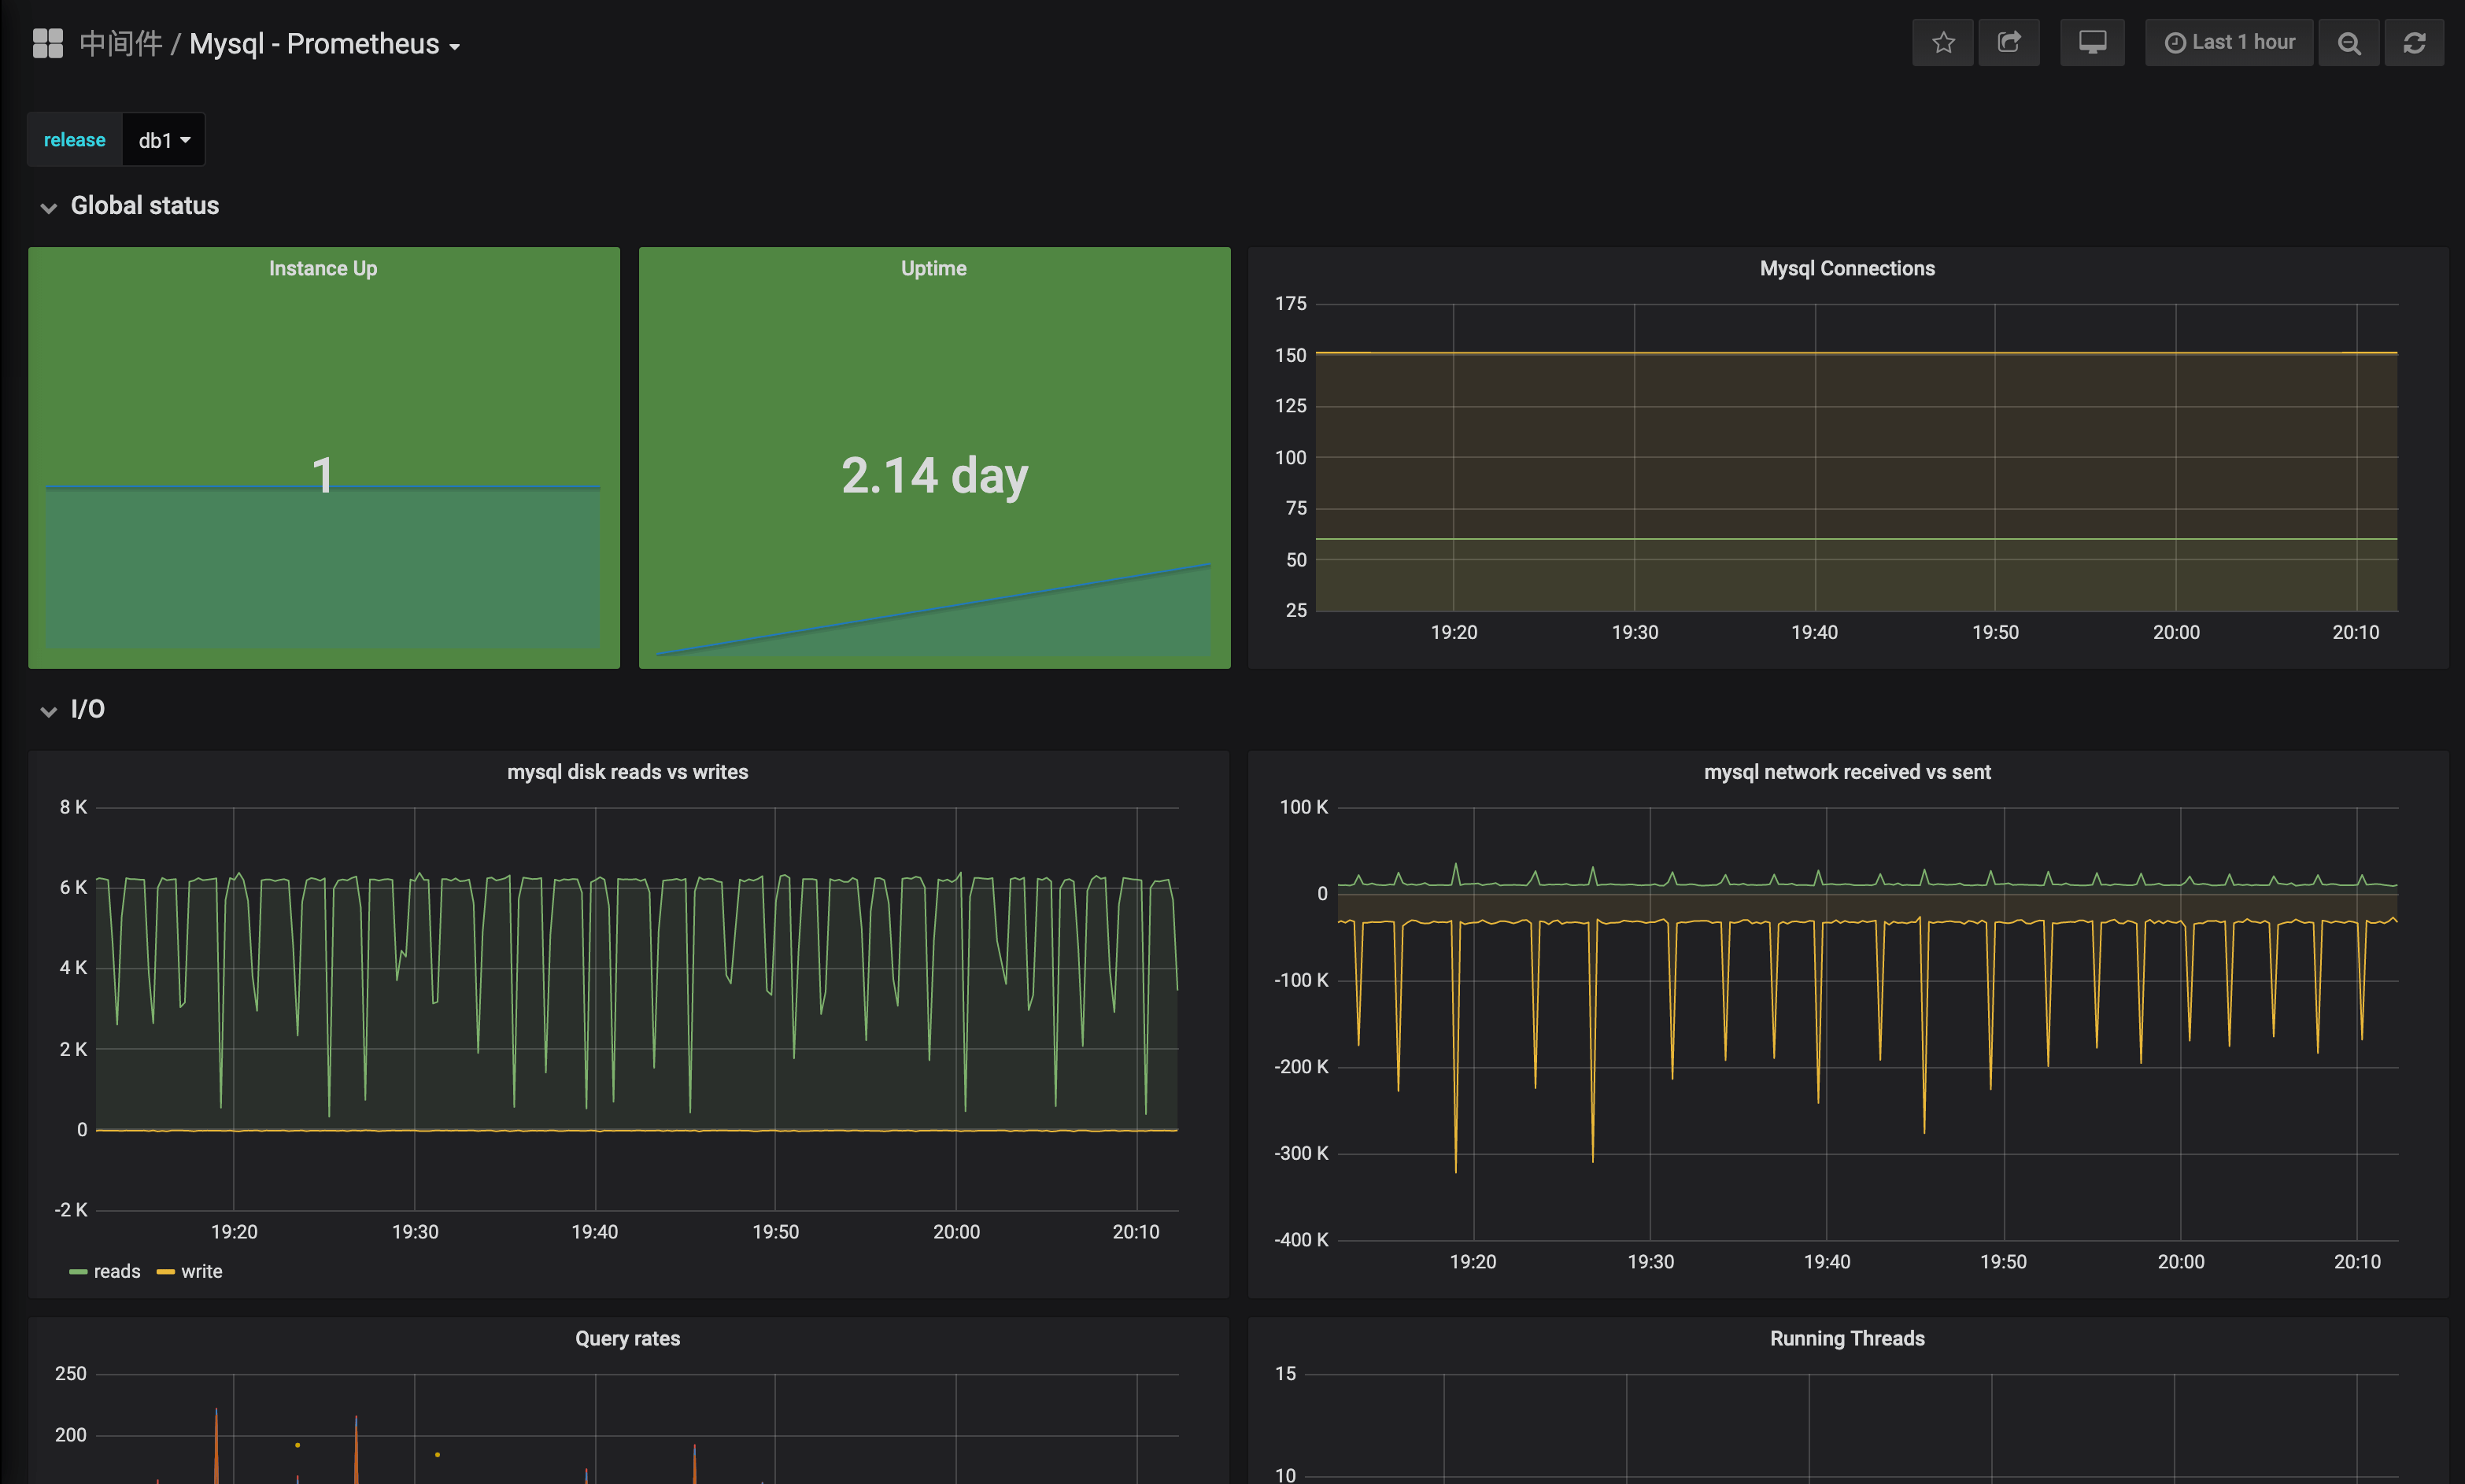 中间件 / Mysql - Prometheus
Last 1 hour
release db1
Global status
Instance Up
1
Uptime
2.14 day
Mysql Connections
175
150
125
100
75
50
25
19:20 19:30 19:40 19:50 20:00 20:10
I/O
mysql disk reads vs writes
8 K
6 K
4 K
2 K
0
-2 K
19:20 19:30 19:40 19:50 20:00 20:10
reads write
mysql network received vs sent
100 K
0
-100 K
-200 K
-300 K
-400 K
19:20 19:30 19:40 19:50 20:00 20:10
Query rates
250
200
Running Threads
15
10